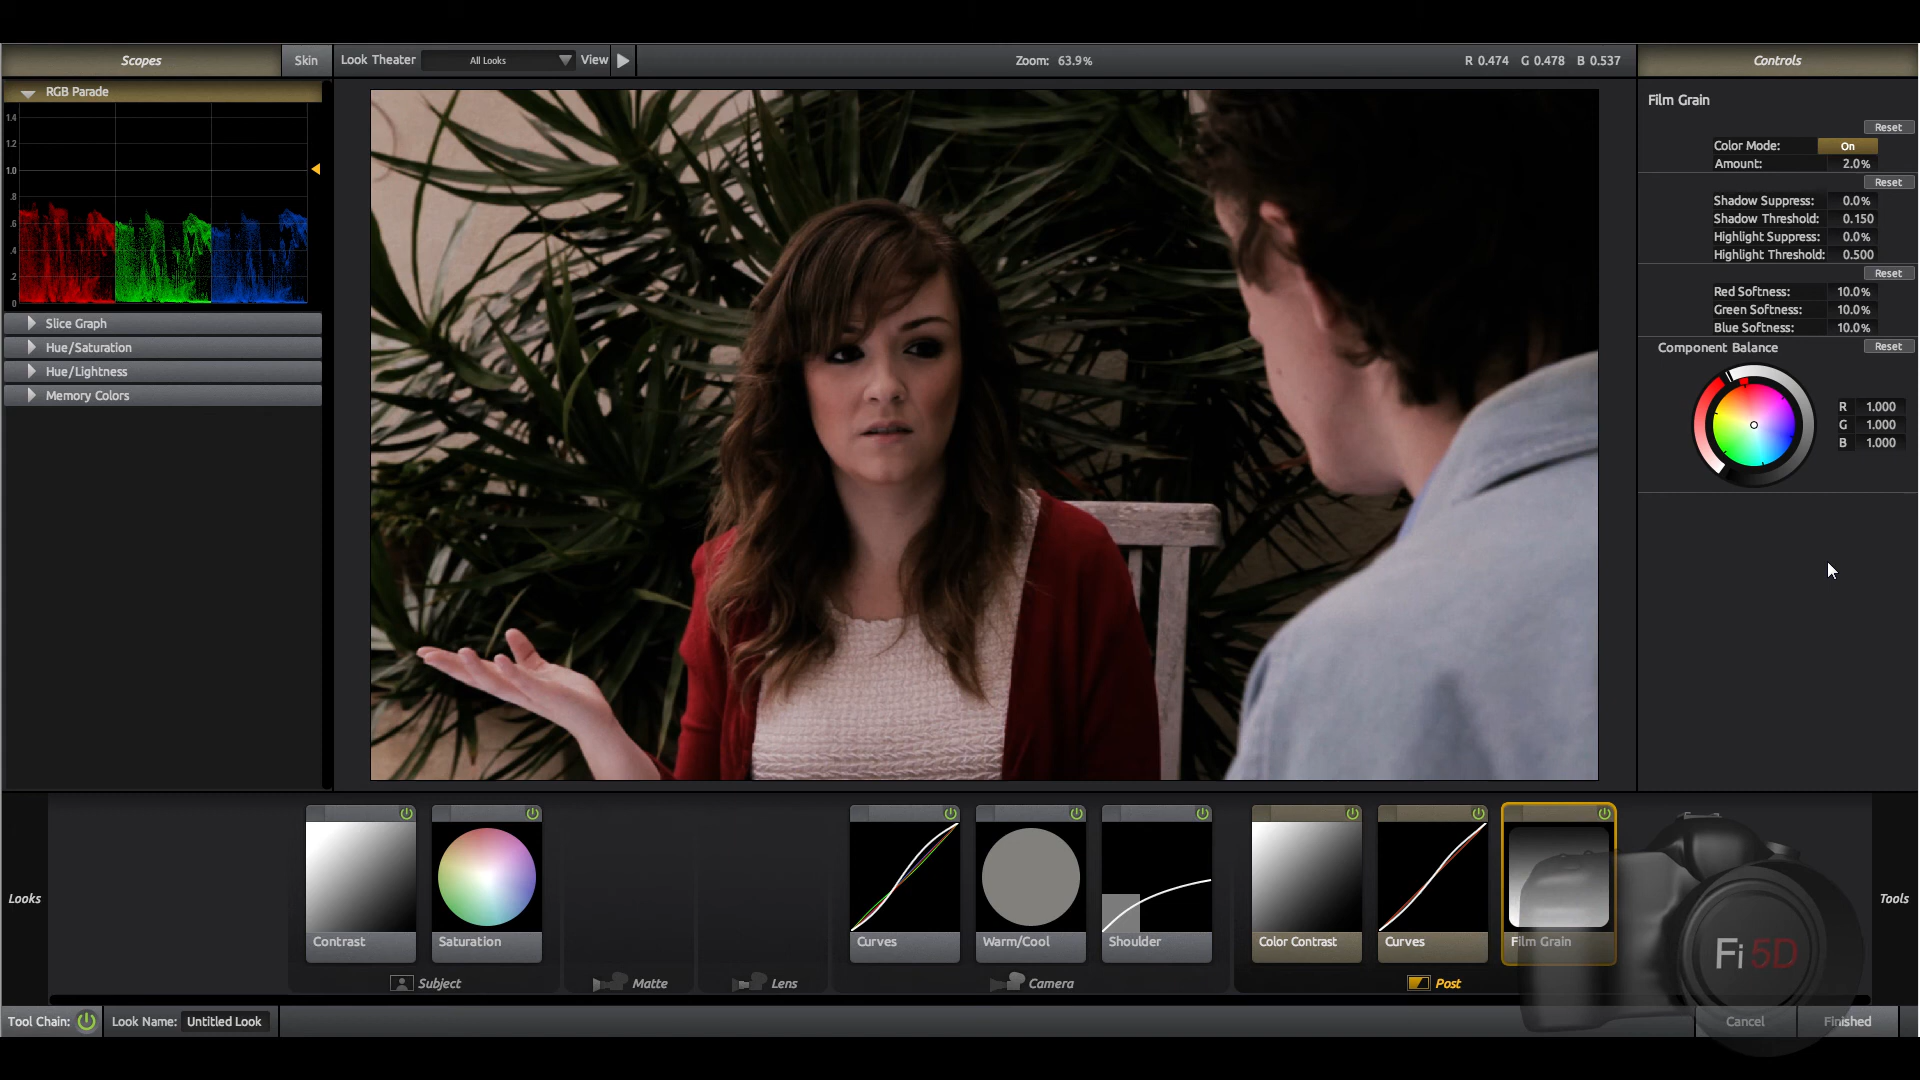 Scopes
Skin
Look Theater
All Looks
View
Zoom: 63.9%
R 0.474 G 0.478 B 0.537
Controls
RGB Parade
1.4
1.2
1.0
.8
.6
.4
.2
0
Slice Graph
Hue/Saturation
Hue/Lightness
Memory Colors
Film Grain
Reset
Color Mode: On
Amount: 2.0%
Reset
Shadow Suppress: 0.0%
Shadow Threshold: 0.150
Highlight Suppress: 0.0%
Highlight Threshold: 0.500
Reset
Red Softness: 10.0%
Green Softness: 10.0%
Blue Softness: 10.0%
Component Balance Reset
R 1.000
G 1.000
B 1.000
Looks
Contrast
Saturation
Curves
Warm/Cool
Shoulder
Color Contrast
Curves
Film Grain
Tools
Fi 5D
Subject
Matte
Lens
Camera
Post
Tool Chain:
Look Name: Untitled Look
Cancel
Finished